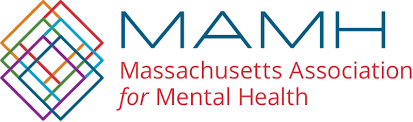 MAMH
Massachusetts Association
for Mental Health